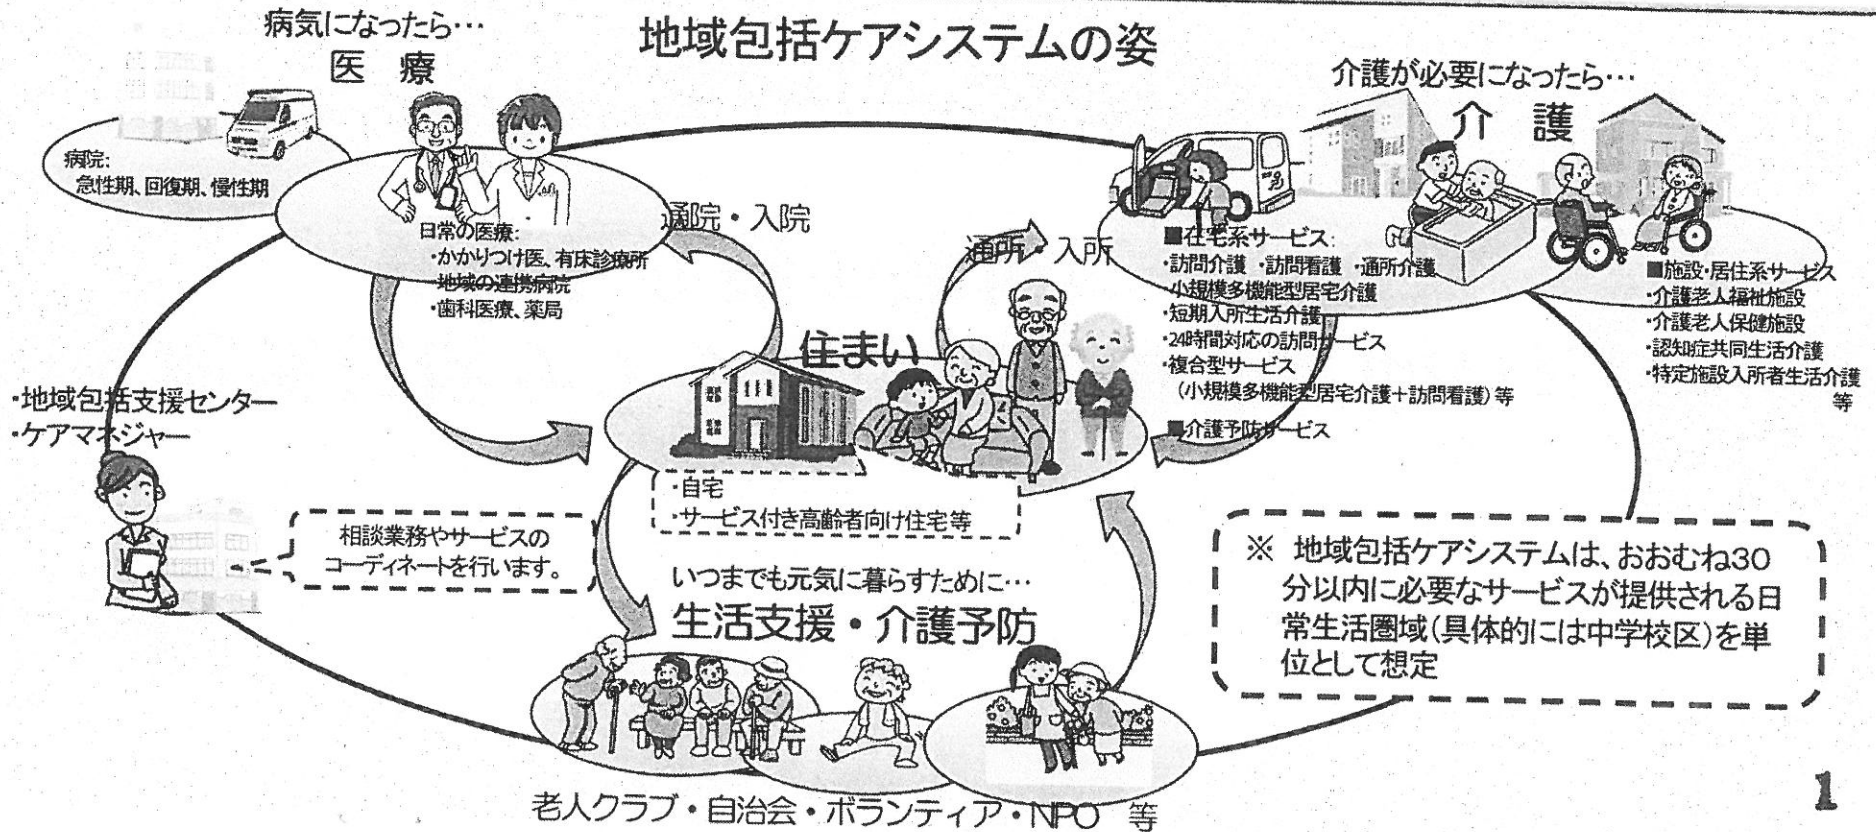 地域包括ケアシステムの姿
病気になったら…
医 療
病院:
急性期、回復期、慢性期
日常の医療:
・かかりつけ医、有床診療所
・地域の連携病院
・歯科医療、薬局
通院・入院
通所・入所
介護が必要になったら…
介 護
■在宅系サービス:
・訪問介護 ・訪問看護 ・通所介護
・小規模多機能型居宅介護
・短期入所生活介護
・24時間対応の訪問サービス
・複合型サービス
(小規模多機能型居宅介護+訪問看護)等
■介護予防サービス
■施設・居住系サービス
・介護老人福祉施設
・介護老人保健施設
・認知症共同生活介護
・特定施設入所者生活介護
等
住まい
・自宅
・サービス付き高齢者向け住宅等
・地域包括支援センター
・ケアマネジャー
相談業務やサービスの
コーディネートを行います。
いつまでも元気に暮らすために…
生活支援・介護予防
老人クラブ・自治会・ボランティア・NPO 等
※ 地域包括ケアシステムは、おおむね30
分以内に必要なサービスが提供される日
常生活圏域(具体的には中学校区)を単
位として想定
1